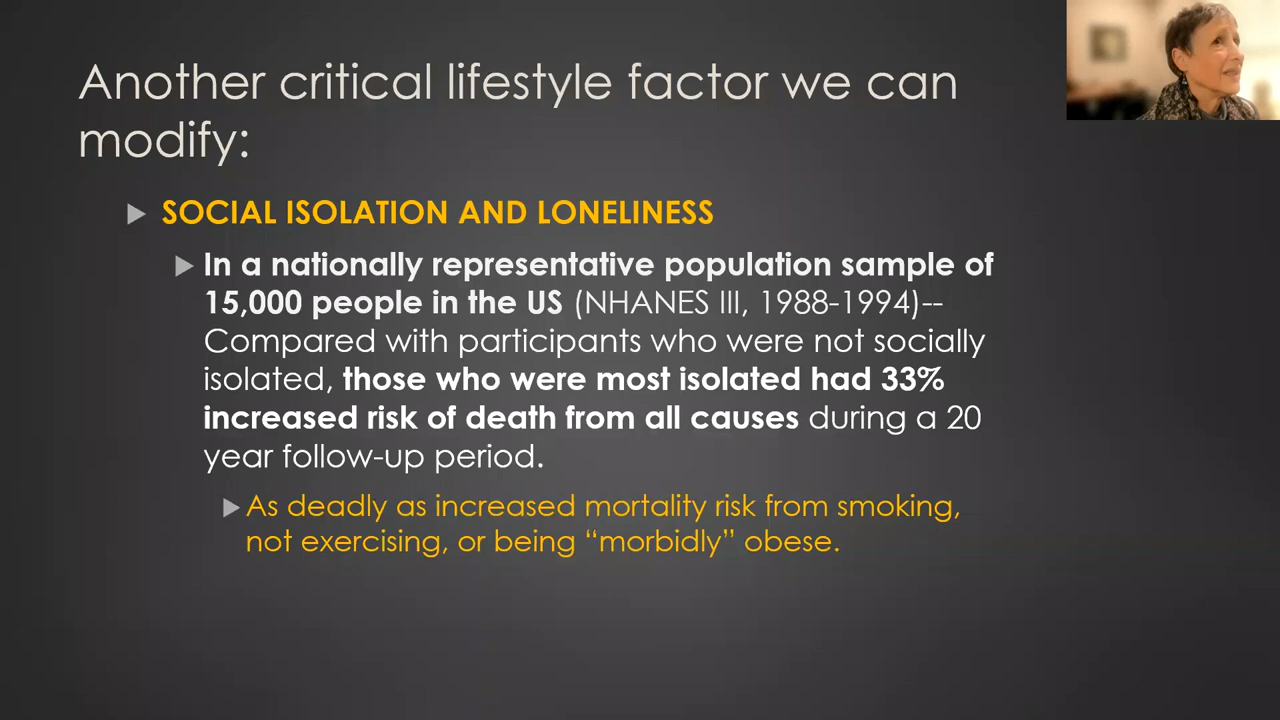 Another critical lifestyle factor we can
modify:
SOCIAL ISOLATION AND LONELINESS
In a nationally representative population sample of
15,000 people in the US (NHANES III, 1988-1994)--
Compared with participants who were not socially
isolated, those who were most isolated had 33%
increased risk of death from all causes during a 20
year follow-up period.
As deadly as increased mortality risk from smoking,
not exercising, or being “morbidly” obese.